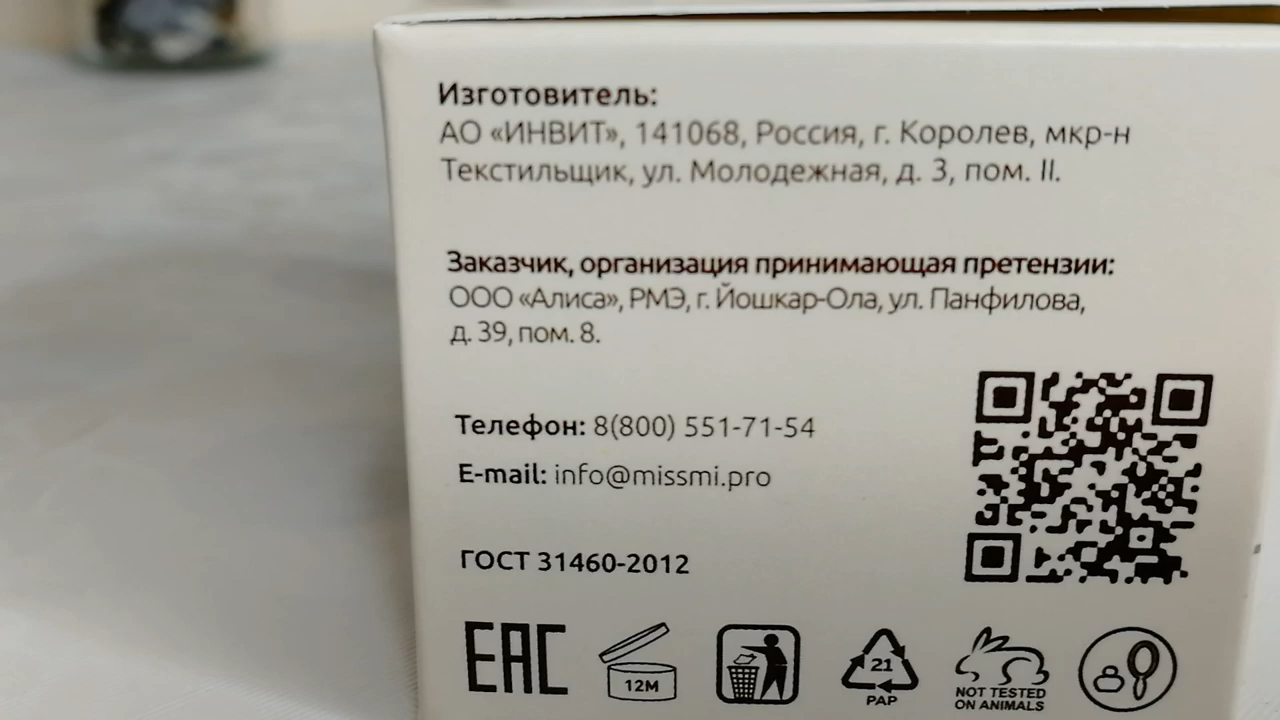 Изготовитель:
АО «ИНВИТ», 141068, Россия, г. Королев, мкр-н
Текстильщик, ул. Молодежная, д. 3, пом. II.
Заказчик, организация принимающая претензии:
ООО «Алиса», РМЭ, г. Йошкар-Ола, ул. Панфилова,
д. 39, пом. 8.
Телефон: 8(800) 551-71-54
E-mail: info@missmi.pro
ГОСТ 31460-2012
EAC
12M
21
PAP
NOT TESTED
ON ANIMALS